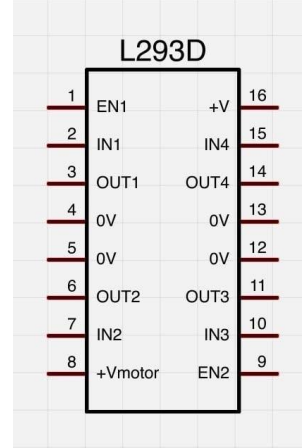 L293D
1 EN1 +V 16
2 IN1 IN4 15
3 OUT1 OUT4 14
4 0V 0V 13
5 0V 0V 12
6 OUT2 OUT3 11
7 IN2 IN3 10
8 +Vmotor EN2 9